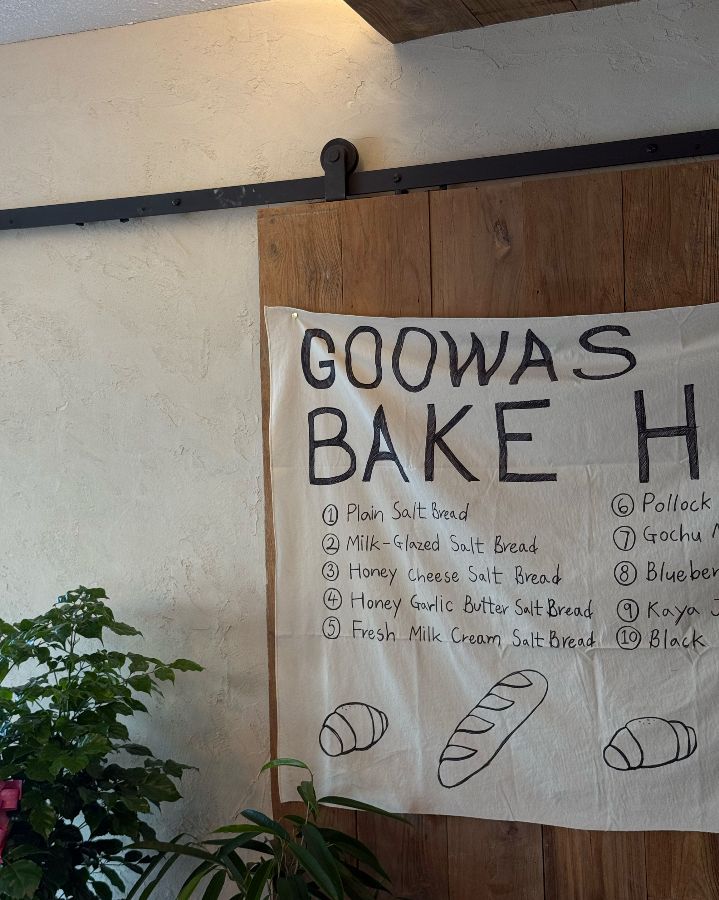 GOOWAS
BAKE H
① Plain Salt Bread
② Milk-Glazed Salt Bread
③ Honey Cheese Salt Bread
④ Honey Garlic Butter Salt Bread
⑤ Fresh Milk Cream Salt Bread
⑥ Pollock
⑦ Gochu
⑧ Blueber
⑨ Kaya J
⑩ Black